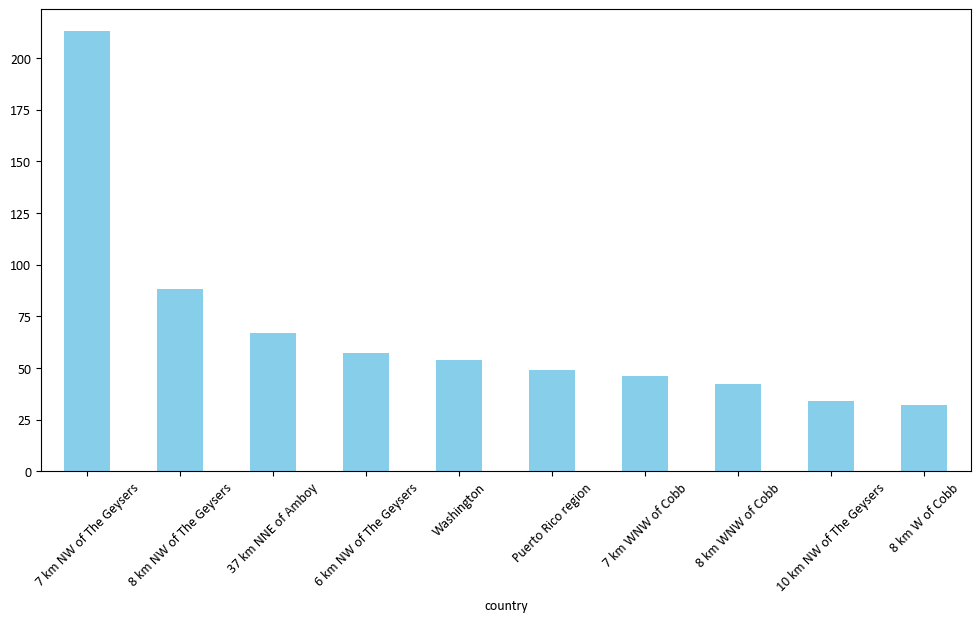 200
175
150
125
100
75
50
25
0
7 km NW of The Geysers
8 km NW of The Geysers
37 km NNE of Amboy
6 km NW of The Geysers
Washington
Puerto Rico region
7 km WNW of Cobb
8 km WNW of Cobb
10 km NW of The Geysers
8 km W of Cobb
country